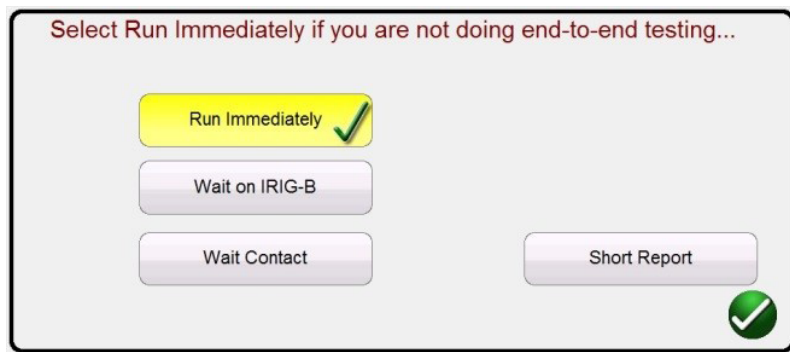 Select Run Immediately if you are not doing end-to-end testing...
Run Immediately
Wait on IRIG-B
Wait Contact
Short Report